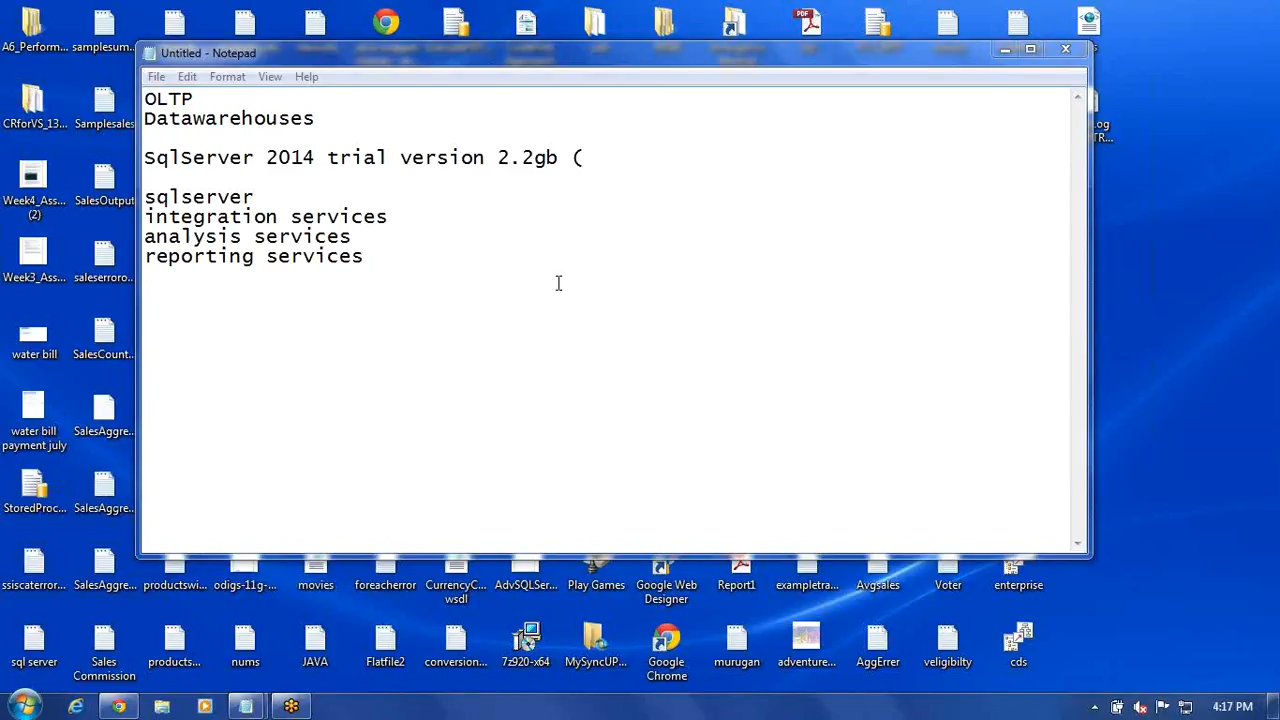 A6_Perform...
samplesum...
Untitled - Notepad
File Edit Format View Help
OLTP
Datawarehouses
SqlServer 2014 trial version 2.2gb (
sqlserver
integration services
analysis services
reporting services
CRforVS_13...
Samplesales
Week4_Ass...
(2)
SalesOutput
Week3_Ass...
saleserroro...
water bill
SalesCount...
water bill
payment july
SalesAggre...
StoredProc...
SalesAggre...
ssiscaterror...
SalesAggre...
productswi...
odigs-11g-...
movies
foreacherror
CurrencyC...
wsdl
AdvSQLSer...
Play Games
Google Web
Designer
Report1
exampletra...
Avgsales
Voter
enterprise
sql server
Sales
Commission
products...
nums
JAVA
Flatfile2
conversion...
7z920-x64
MySyncUP...
Google
Chrome
murugan
adventure...
AggErrer
veligibilty
cds
4:17 PM